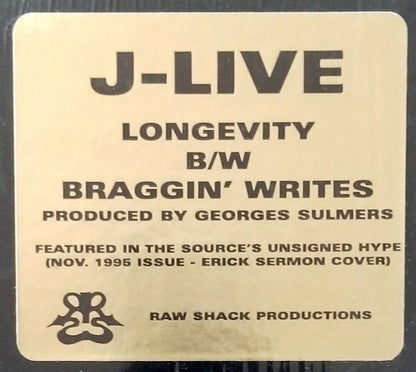 J-LIVE
LONGEVITY
B/W
BRAGGIN' WRITES
PRODUCED BY GEORGES SULMERS
FEATURED IN THE SOURCE'S UNSIGNED HYPE
(NOV. 1995 ISSUE - ERICK SERMON COVER)
RAW SHACK PRODUCTIONS